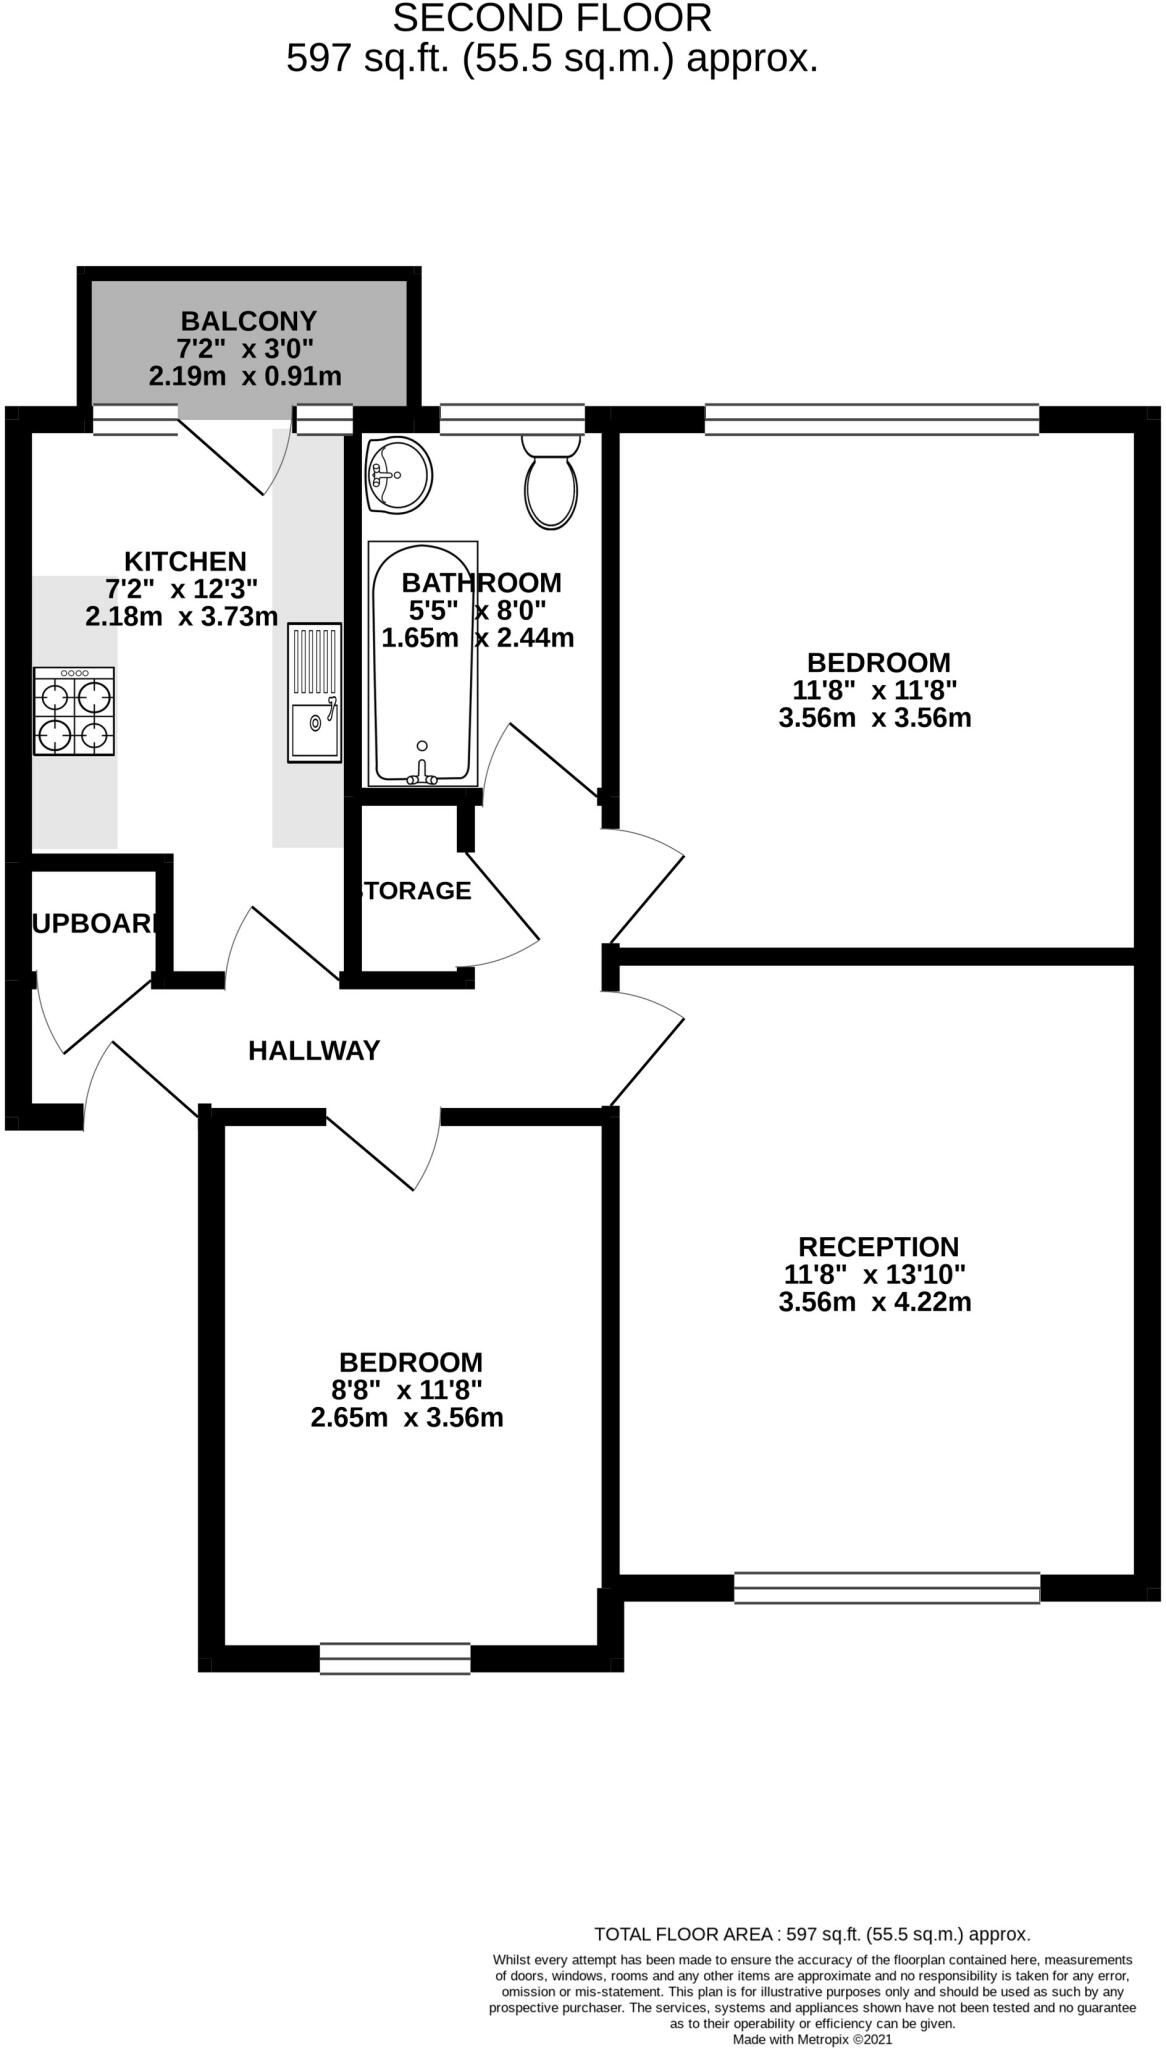 SECOND FLOOR
597 sq.ft. (55.5 sq.m.) approx.
BALCONY
7'2" x 3'0"
2.19m x 0.91m
KITCHEN
7'2" x 12'3"
2.18m x 3.73m
BATHROOM
5'5" x 8'0"
1.65m x 2.44m
BEDROOM
11'8" x 11'8"
3.56m x 3.56m
STORAGE
UPBOAR
HALLWAY
RECEPTION
11'8" x 13'10"
3.56m x 4.22m
BEDROOM
8'8" x 11'8"
2.65m x 3.56m
TOTAL FLOOR AREA : 597 sq.ft. (55.5 sq.m.) approx.
Whilst every attempt has been made to ensure the accuracy of the floorplan contained here, measurements
of doors, windows, rooms and any other items are approximate and no responsibility is taken for any error,
omission or mis-statement. This plan is for illustrative purposes only and should be used as such by any
prospective purchaser. The services, systems and appliances shown have not been tested and no guarantee
as to their operability or efficiency can be given.
Made with Metropix ©2021